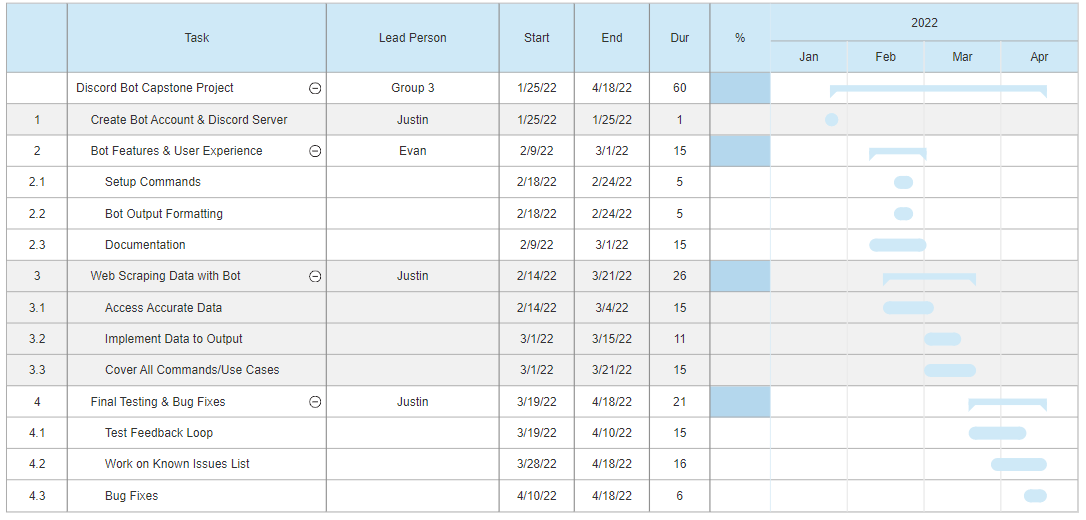 Task Lead Person Start End Dur % 2022
Jan Feb Mar Apr
Discord Bot Capstone Project Group 3 1/25/22 4/18/22 60
1 Create Bot Account & Discord Server Justin 1/25/22 1/25/22 1
2 Bot Features & User Experience Evan 2/9/22 3/1/22 15
2.1 Setup Commands 2/18/22 2/24/22 5
2.2 Bot Output Formatting 2/18/22 2/24/22 5
2.3 Documentation 2/9/22 3/1/22 15
3 Web Scraping Data with Bot Justin 2/14/22 3/21/22 26
3.1 Access Accurate Data 2/14/22 3/4/22 15
3.2 Implement Data to Output 3/1/22 3/15/22 11
3.3 Cover All Commands/Use Cases 3/1/22 3/21/22 15
4 Final Testing & Bug Fixes Justin 3/19/22 4/18/22 21
4.1 Test Feedback Loop 3/19/22 4/10/22 15
4.2 Work on Known Issues List 3/28/22 4/18/22 16
4.3 Bug Fixes 4/10/22 4/18/22 6